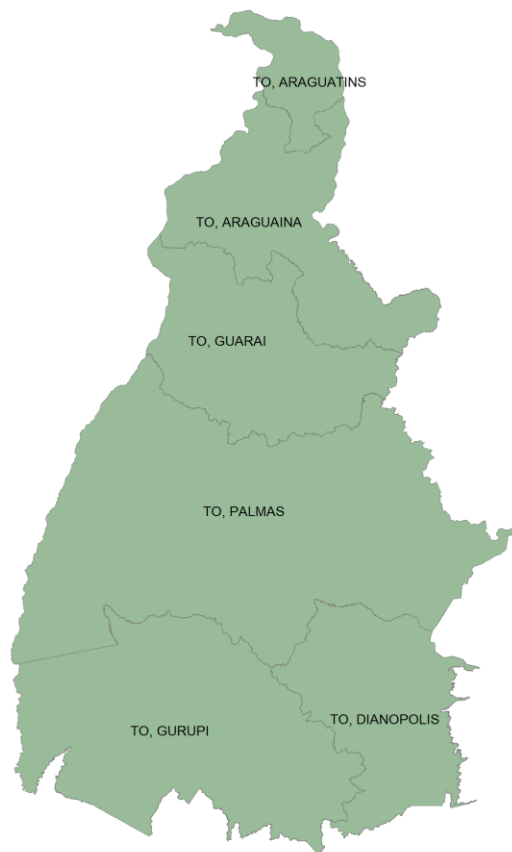 TO, ARAGUATINS
TO, ARAGUAINA
TO, GUARAI
TO, PALMAS
TO, DIANOPOLIS
TO, GURUPI